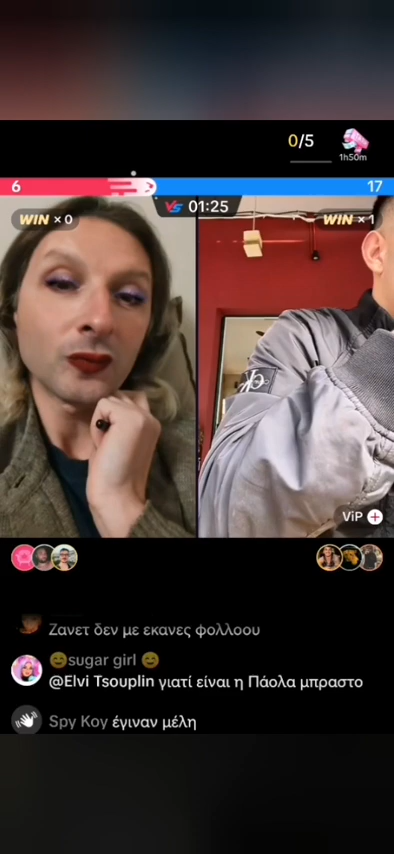 0/5
1h50m
6
17
VS 01:25
WIN × 0
WIN × 1
ViP
Ζανετ δεν με εκανες φολλοου
sugar girl
@Elvi Tsouplin γιατί είναι η Πάολα μπραστο
Spy Koy έγιναν μέλη